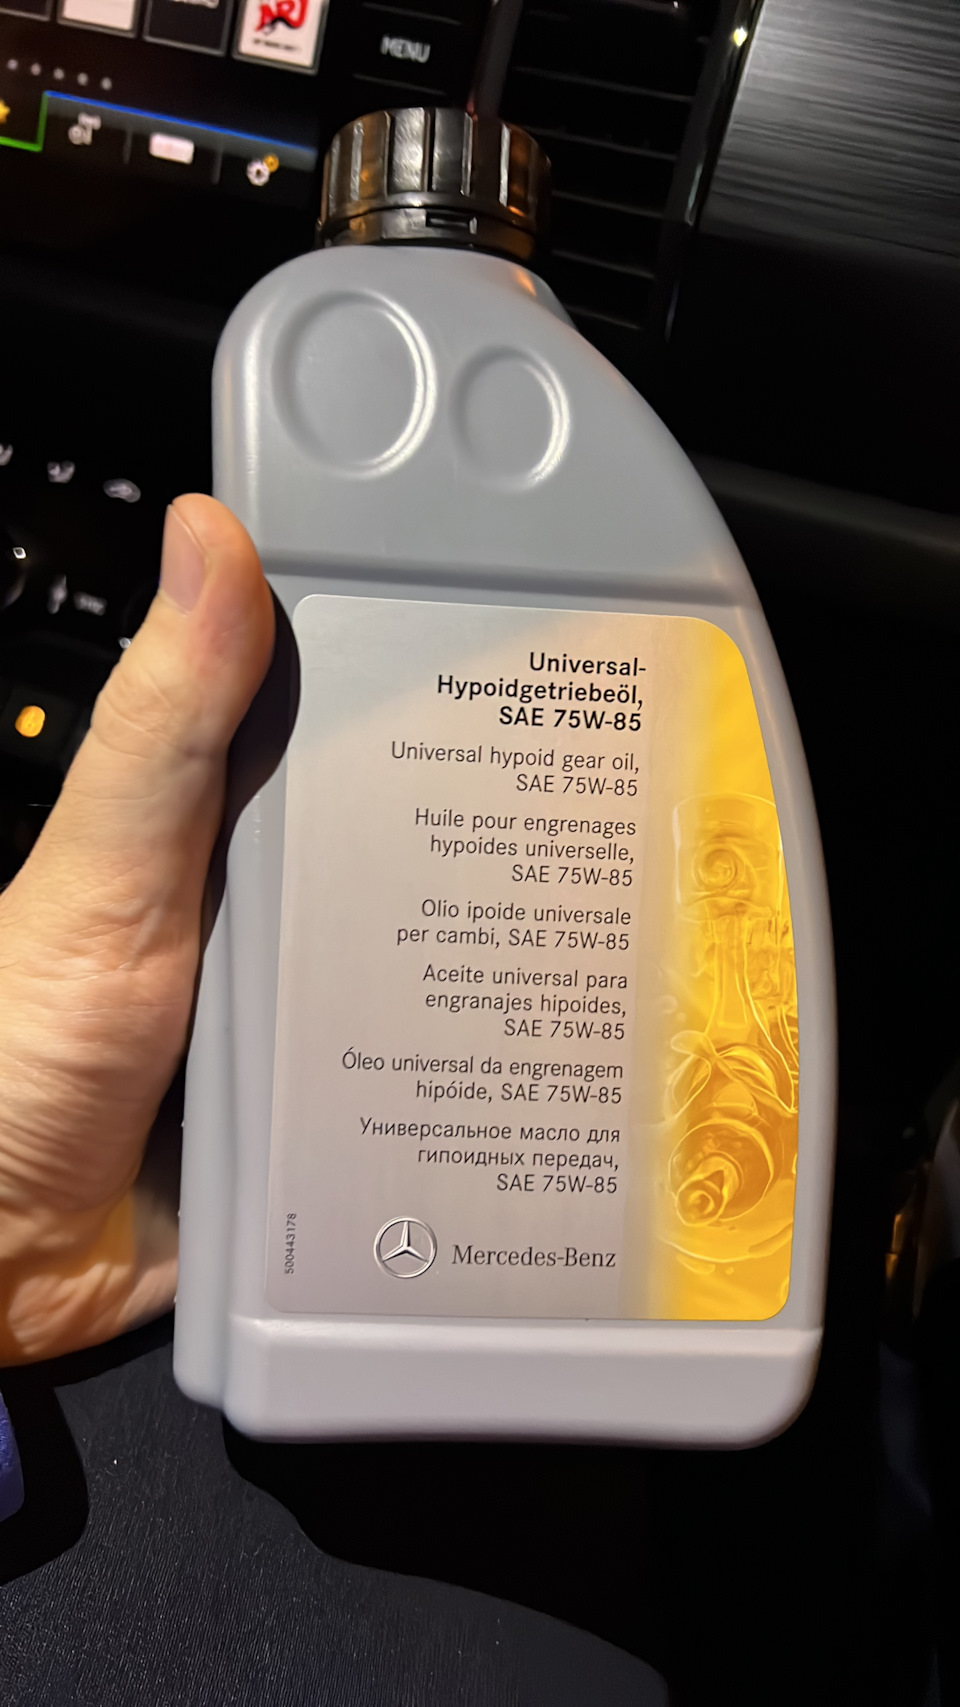 NRJ
MENU
Universal-
Hypoidgetriebeöl,
SAE 75W-85
Universal hypoid gear oil,
SAE 75W-85
Huile pour engrenages
hypoides universelle,
SAE 75W-85
Olio ipoide universale
per cambi, SAE 75W-85
Aceite universal para
engranajes hipoides,
SAE 75W-85
Óleo universal da engrenagem
hipóide, SAE 75W-85
Универсальное масло для
гипоидных передач,
SAE 75W-85
500443178
Mercedes-Benz